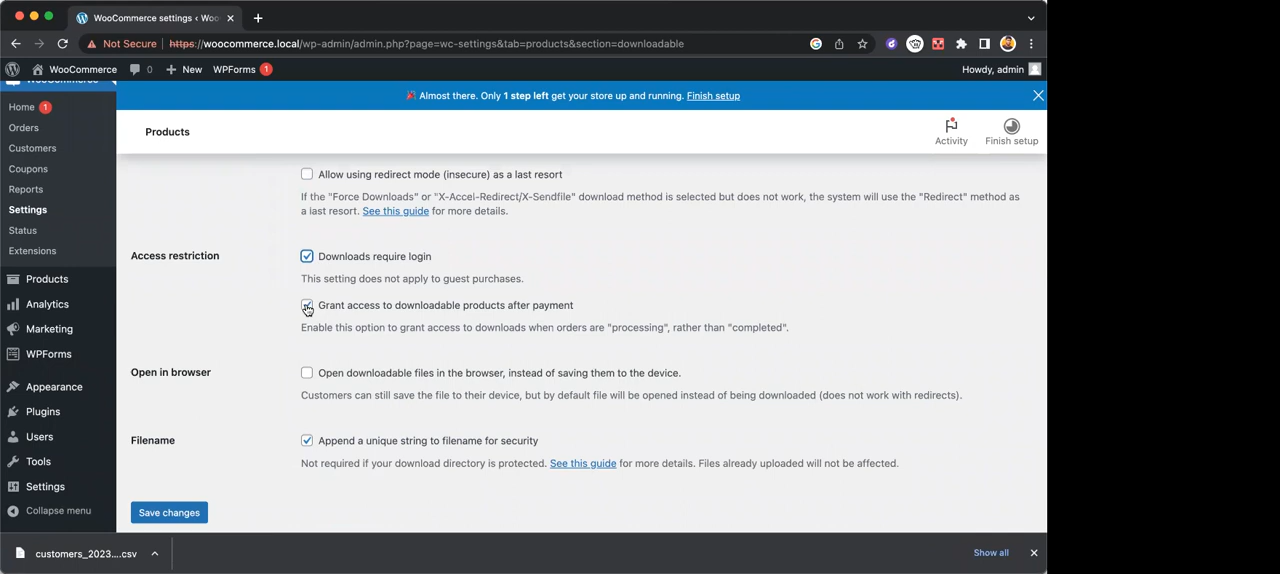 WooCommerce settings ‹ Woo
Not Secure https://woocommerce.local/wp-admin/admin.php?page=wc-settings&tab=products&section=downloadable
WooCommerce 0 New WPForms 1 Howdy, admin
WooCommerce
🎉 Almost there. Only 1 step left get your store up and running. Finish setup
Home 1
Orders
Customers
Coupons
Reports
Settings
Status
Extensions
Products
Analytics
Marketing
WPForms
Appearance
Plugins
Users
Tools
Settings
Collapse menu
Products
Activity
Finish setup
Allow using redirect mode (insecure) as a last resort
If the "Force Downloads" or "X-Accel-Redirect/X-Sendfile" download method is selected but does not work, the system will use the "Redirect" method as
a last resort. See this guide for more details.
Access restriction
Downloads require login
This setting does not apply to guest purchases.
Grant access to downloadable products after payment
Enable this option to grant access to downloads when orders are "processing", rather than "completed".
Open in browser
Open downloadable files in the browser, instead of saving them to the device.
Customers can still save the file to their device, but by default file will be opened instead of being downloaded (does not work with redirects).
Filename
Append a unique string to filename for security
Not required if your download directory is protected. See this guide for more details. Files already uploaded will not be affected.
Save changes
customers_2023....csv
Show all